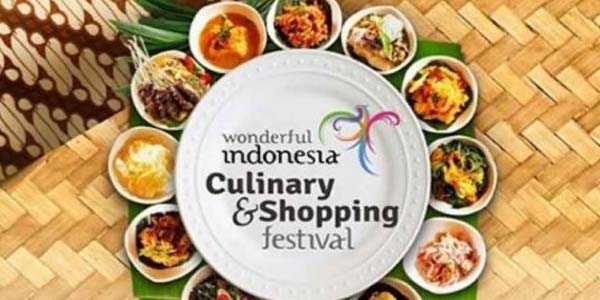 wonderful
indonesia
Culinary
&Shopping
festival